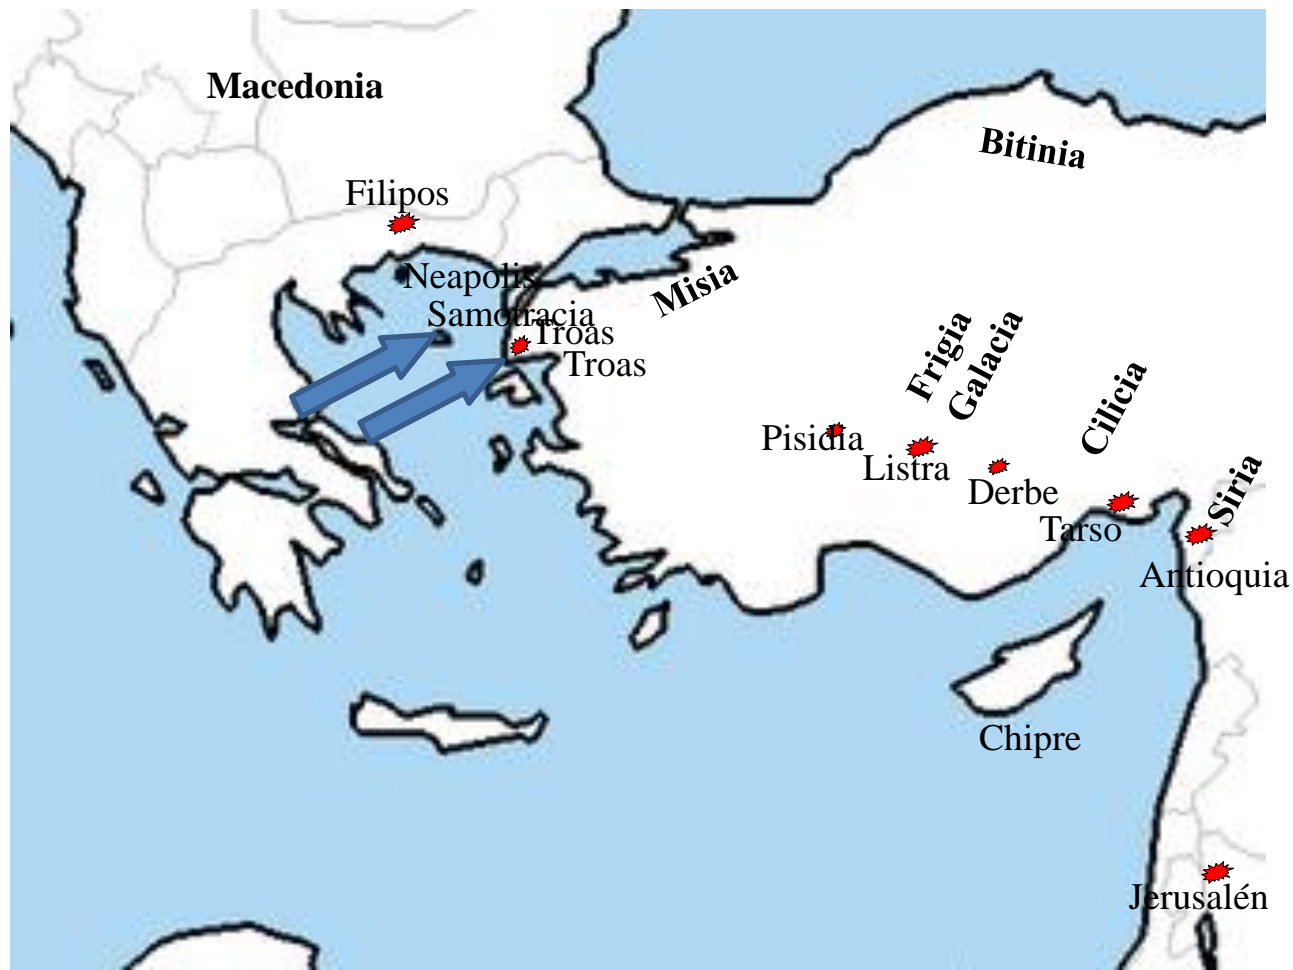 Macedonia
Bitinia
Filipos
Neapolis
Misia
Samotracia
Troas
Troas
Frigia
Galacia
Cilicia
Pisidia
Listra
Derbe
Siria
Tarso
Antioquia
Chipre
Jerusalén